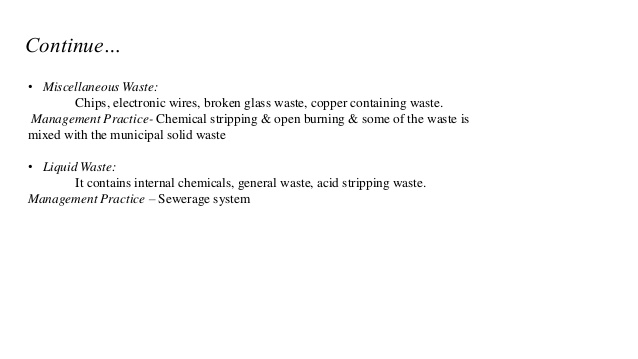 Continue…
• Miscellaneous Waste:
Chips, electronic wires, broken glass waste, copper containing waste.
Management Practice- Chemical stripping & open burning & some of the waste is
mixed with the municipal solid waste
• Liquid Waste:
It contains internal chemicals, general waste, acid stripping waste.
Management Practice – Sewerage system